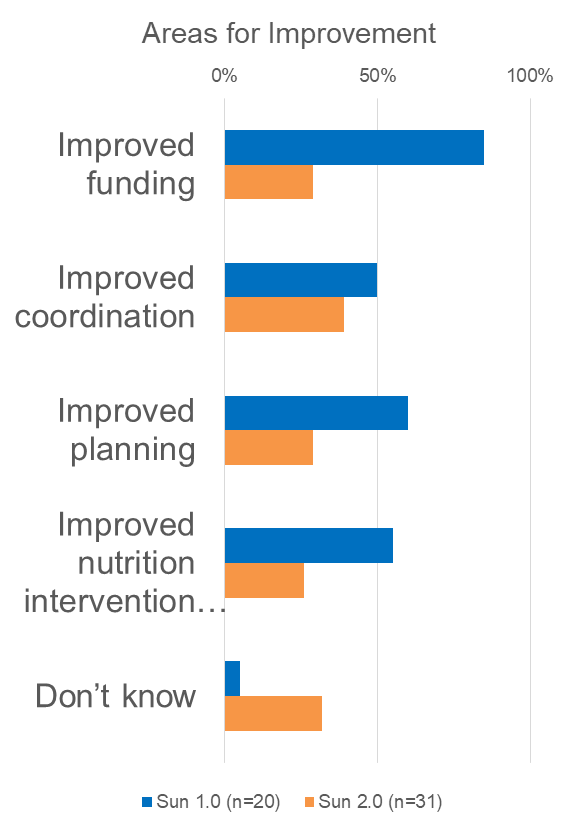 Areas for Improvement
0% 50% 100%
Improved
funding
Improved
coordination
Improved
planning
Improved
nutrition
intervention…
Don’t know
Sun 1.0 (n=20) Sun 2.0 (n=31)